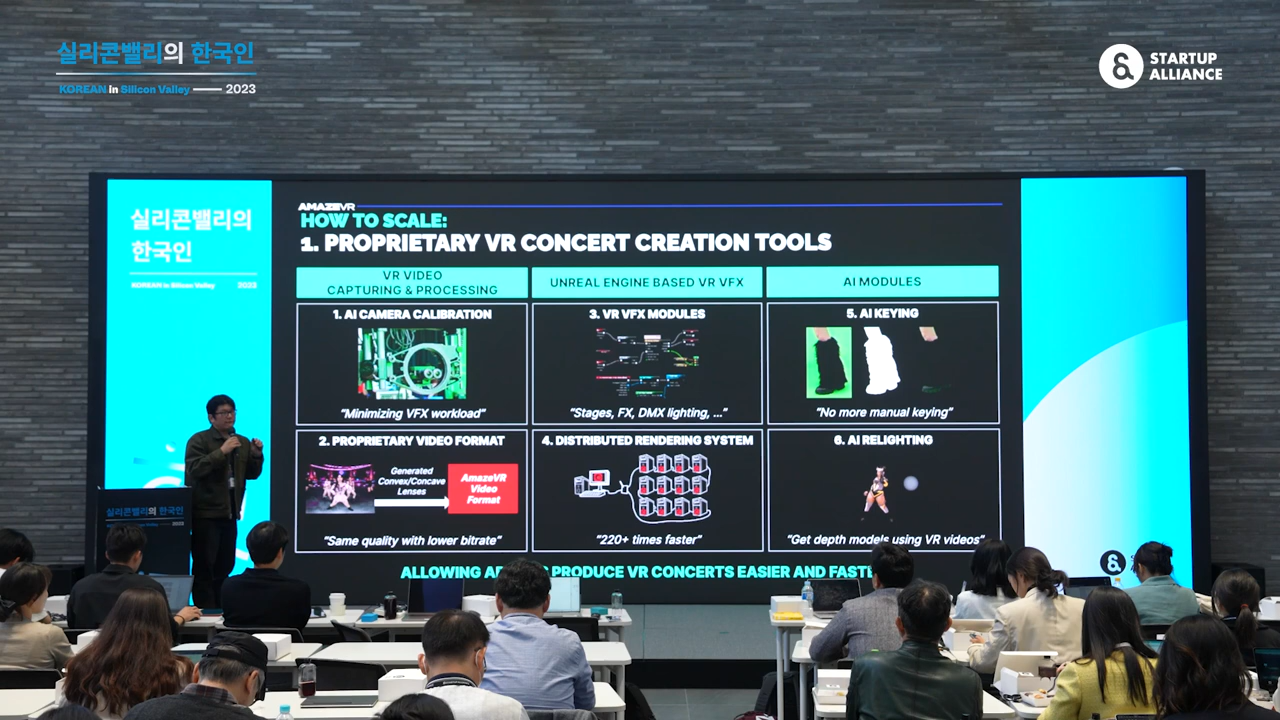 실리콘밸리의 한국인
KOREAN in Silicon Valley 2023
STARTUP
ALLIANCE
실리콘밸리의
한국인
KOREAN in Silicon Valley 2023
AMAZEVR
HOW TO SCALE:
1. PROPRIETARY VR CONCERT CREATION TOOLS
VR VIDEO
CAPTURING & PROCESSING
UNREAL ENGINE BASED VR VFX
AI MODULES
1. AI CAMERA CALIBRATION
"Minimizing VFX workload"
3. VR VFX MODULES
"Stages, FX, DMX lighting, ..."
5. AI KEYING
"No more manual keying"
2. PROPRIETARY VIDEO FORMAT
Generated
Convex/Concave
Lenses
AmazeVR
Video
Format
"Same quality with lower bitrate"
4. DISTRIBUTED RENDERING SYSTEM
"220+ times faster"
6. AI RELIGHTING
"Get depth models using VR videos"
ALLOWING PRODUCE VR CONCERTS EASIER AND
실리콘밸리의 한국인